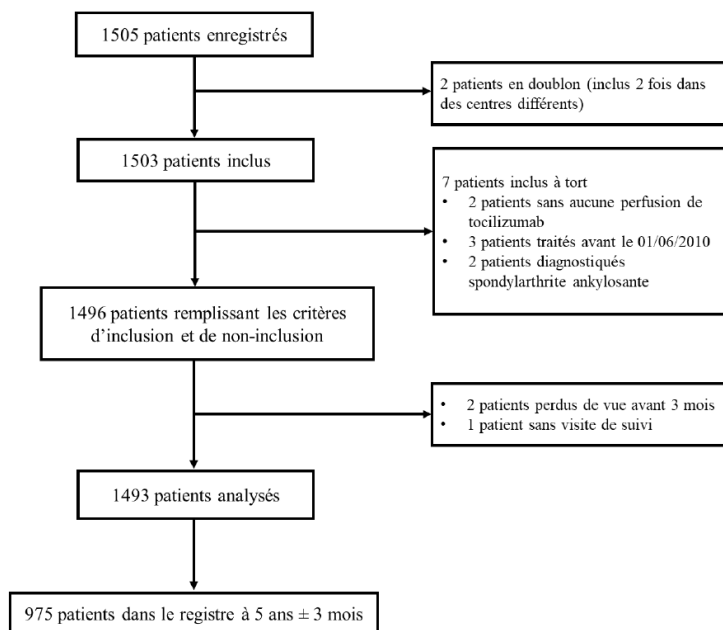 1505 patients enregistrés
2 patients en doublon (inclus 2 fois dans
des centres différents)
1503 patients inclus
7 patients inclus à tort
• 2 patients sans aucune perfusion de
tocilizumab
• 3 patients traités avant le 01/06/2010
• 2 patients diagnostiqués
spondylarthrite ankylosante
1496 patients remplissant les critères
d’inclusion et de non-inclusion
• 2 patients perdus de vue avant 3 mois
• 1 patient sans visite de suivi
1493 patients analysés
975 patients dans le registre à 5 ans ± 3 mois